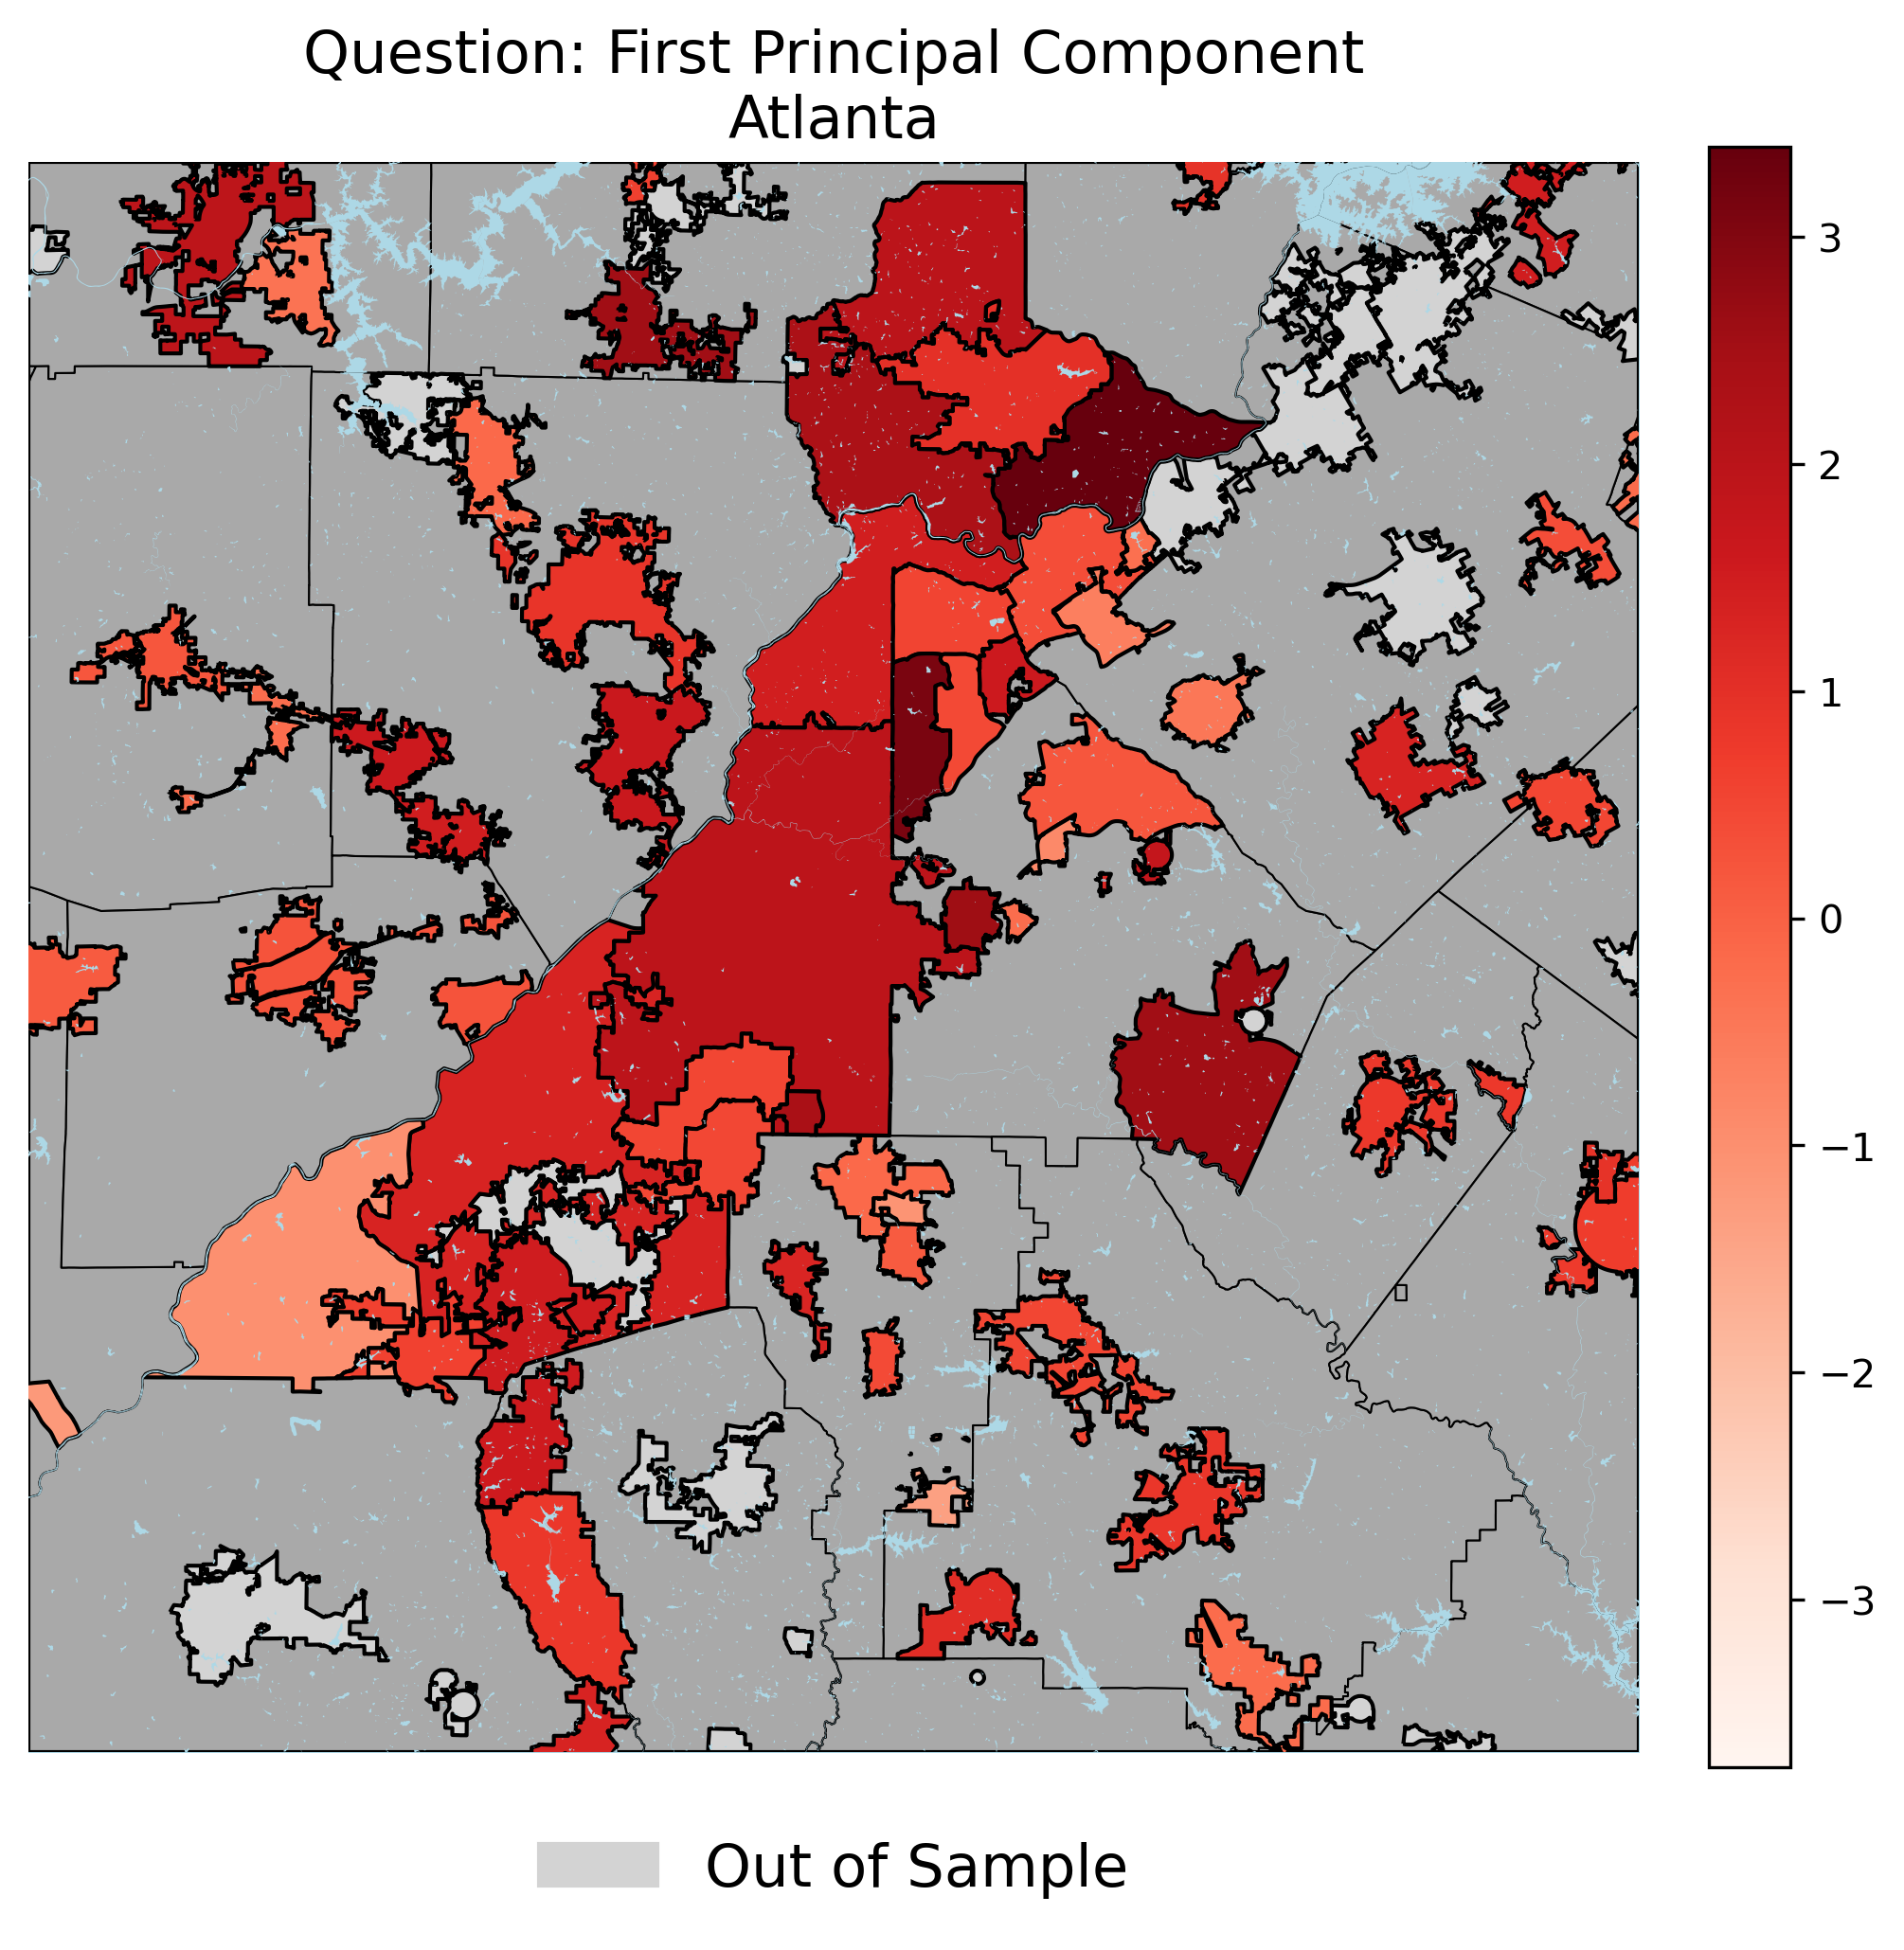 Question: First Principal Component
Atlanta
3
2
1
0
−1
−2
−3
Out of Sample